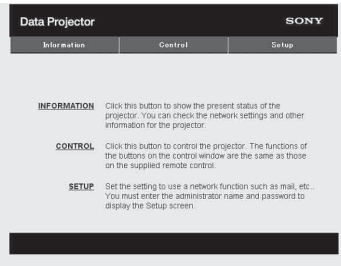 Data Projector SONY
Information Control Setup
INFORMATION Click this button to show the present status of the
projector. You can check the network settings and other
information for the projector.
CONTROL Click this button to control the projector. The functions of
the buttons on the control window are the same as those
on the supplied remote control.
SETUP Set the setting to use a network function such as mail, etc..
You must enter the administrator name and password to
display the Setup screen.